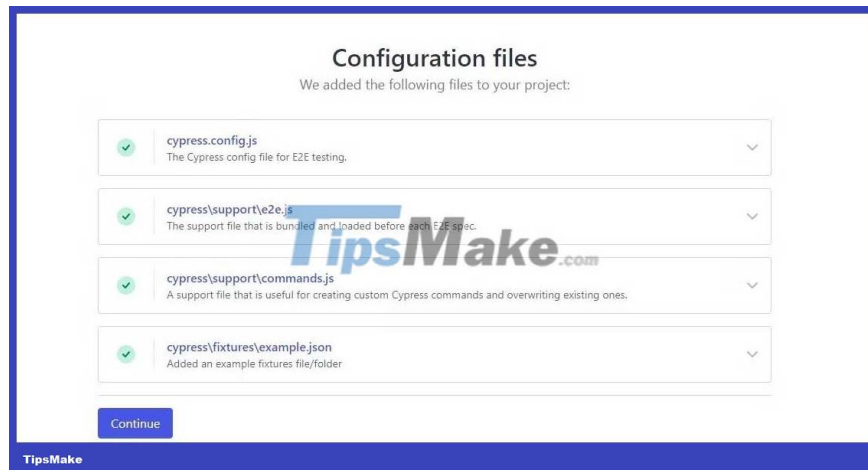 Configuration files
We added the following files to your project:
cypress.config.js
The Cypress config file for E2E testing.
cypress\support\e2e.js
The support file that is bundled and loaded before each E2E spec.
TipsMake.com
cypress\support\commands.js
A support file that is useful for creating custom Cypress commands and overwriting existing ones.
cypress\fixtures\example.json
Added an example fixtures file/folder
Continue
TipsMake